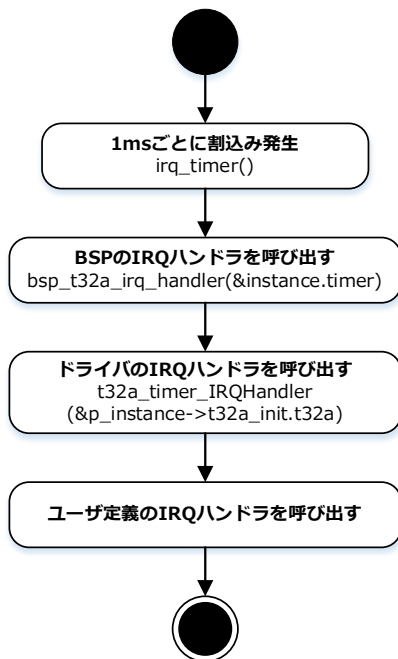 1msごとに割込み発生
irq_timer()
BSPのIRQハンドラを呼び出す
bsp_t32a_irq_handler(&instance.timer)
ドライバのIRQハンドラを呼び出す
t32a_timer_IRQHandler
(&p_instance->t32a_init.t32a)
ユーザ定義のIRQハンドラを呼び出す